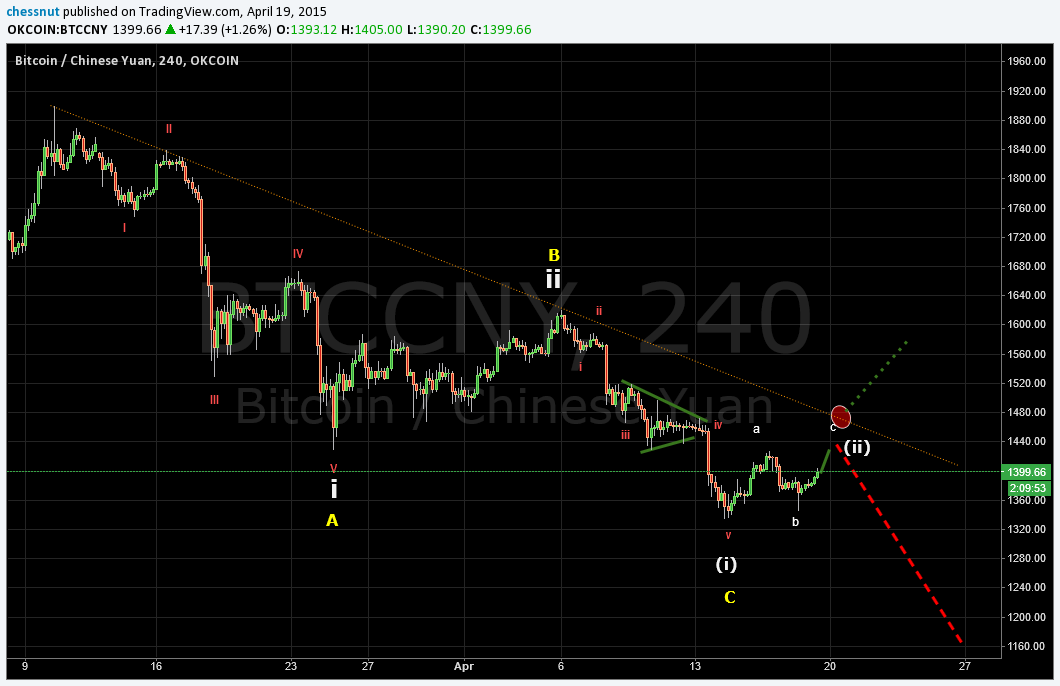 chessnut published on TradingView.com, April 19, 2015
OKCOIN:BTCCNY 1399.66 ▲ +17.39 (+1.26%) O:1393.12 H:1405.00 L:1390.20 C:1399.66
Bitcoin / Chinese Yuan, 240, OKCOIN
BTCCNY, 240
Bitcoin / Chinese Yuan
1960.00
1920.00
1880.00
1840.00
1800.00
1760.00
1720.00
1680.00
1640.00
1600.00
1560.00
1520.00
1480.00
1440.00
1399.66
2:09:53
1360.00
1320.00
1280.00
1240.00
1200.00
1160.00
II
I
IV
III
V
i
A
B
ii
ii
i
iii
iv
v
(i)
C
a
b
c
(ii)
9
16
23
27
Apr
6
13
20
27